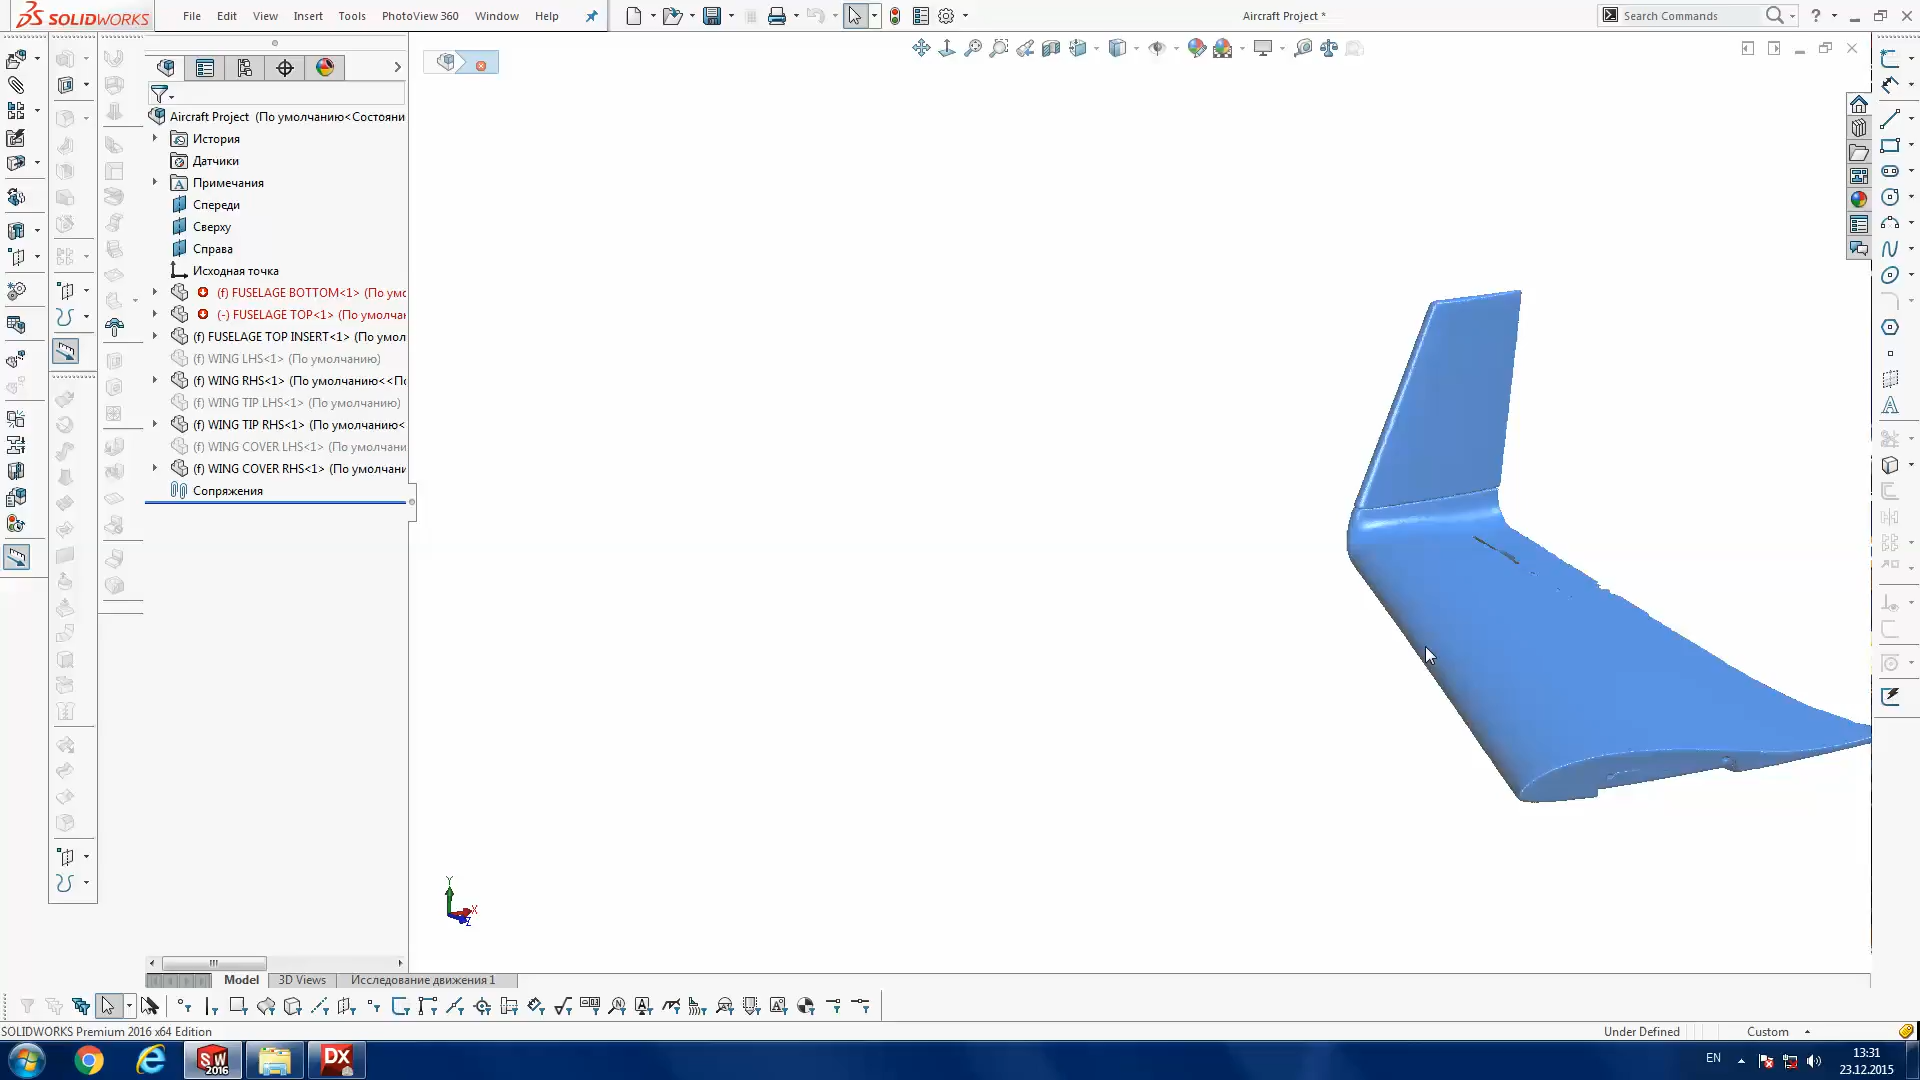 SOLIDWORKS File Edit View Insert Tools PhotoView 360 Window Help Aircraft Project * Search Commands
Aircraft Project (По умолчанию<Состояни
История
Датчики
Примечания
Спереди
Сверху
Справа
Исходная точка
(f) FUSELAGE BOTTOM<1> (По умо
(-) FUSELAGE TOP<1> (По умолчан
(f) FUSELAGE TOP INSERT<1> (По умол
(f) WING LHS<1> (По умолчанию)
(f) WING RHS<1> (По умолчанию<<По
(f) WING TIP LHS<1> (По умолчанию)
(f) WING TIP RHS<1> (По умолчанию<
(f) WING COVER LHS<1> (По умолчани
(f) WING COVER RHS<1> (По умолчани
Сопряжения
Y
X
Z
Model 3D Views Исследование движения 1
SOLIDWORKS Premium 2016 x64 Edition Under Defined Custom
SW 2016 DX EN 13:31
23.12.2015